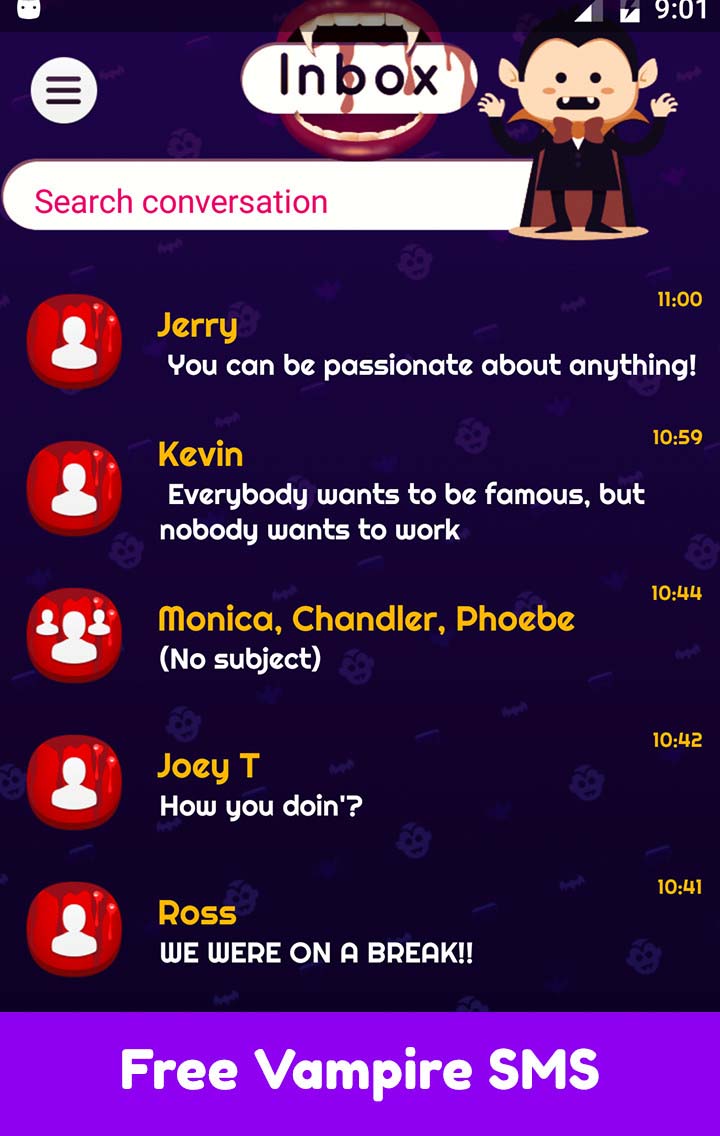 9:01
Inbox
Search conversation
11:00
Jerry
You can be passionate about anything!
10:59
Kevin
Everybody wants to be famous, but
nobody wants to work
10:44
Monica, Chandler, Phoebe
(No subject)
10:42
Joey T
How you doin'?
10:41
Ross
WE WERE ON A BREAK!!
Free Vampire SMS